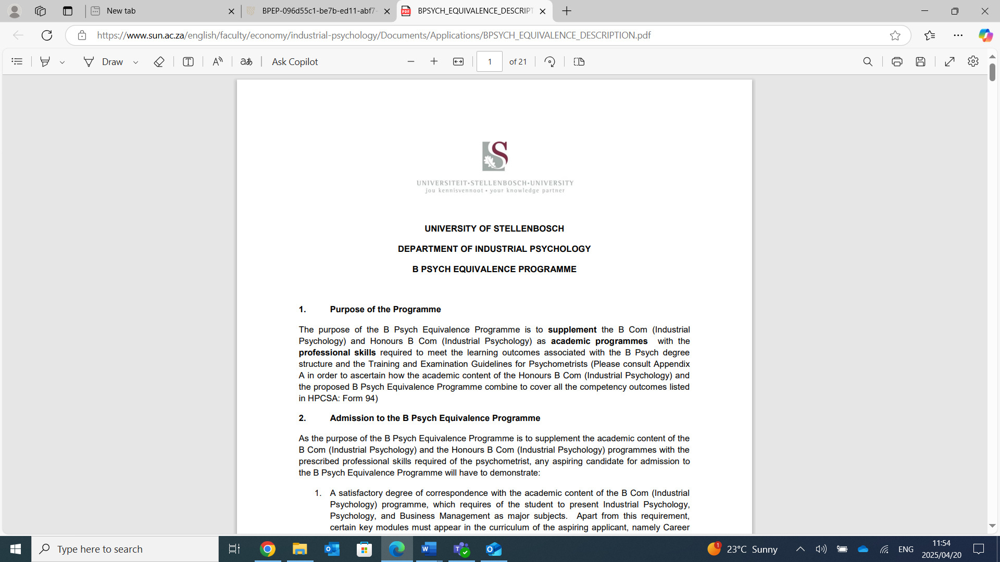 New tab
BPEP-096d55c1-be7b-ed11-abf7-
BPSYCH_EQUIVALENCE_DESCRIPT
https://www.sun.ac.za/english/faculty/economy/industrial-psychology/Documents/Applications/BPSYCH_EQUIVALENCE_DESCRIPTION.pdf
Draw
Ask Copilot
1 of 21
UNIVERSITEIT•STELLENBOSCH•UNIVERSITY
jou kennisvennoot • your knowledge partner
UNIVERSITY OF STELLENBOSCH
DEPARTMENT OF INDUSTRIAL PSYCHOLOGY
B PSYCH EQUIVALENCE PROGRAMME
1. Purpose of the Programme
The purpose of the B Psych Equivalence Programme is to supplement the B Com (Industrial
Psychology) and Honours B Com (Industrial Psychology) as academic programmes with the
professional skills required to meet the learning outcomes associated with the B Psych degree
structure and the Training and Examination Guidelines for Psychometrists (Please consult Appendix
A in order to ascertain how the academic content of the Honours B Com (Industrial Psychology) and
the proposed B Psych Equivalence Programme combine to cover all the competency outcomes listed
in HPCSA: Form 94)
2. Admission to the B Psych Equivalence Programme
As the purpose of the B Psych Equivalence Programme is to supplement the academic content of the
B Com (Industrial Psychology) and the Honours B Com (Industrial Psychology) programmes with the
prescribed professional skills required of the psychometrist, any aspiring candidate for admission to
the B Psych Equivalence Programme will have to demonstrate:
1. A satisfactory degree of correspondence with the academic content of the B Com (Industrial
Psychology) programme, which requires of the student to present Industrial Psychology,
Psychology, and Business Management as major subjects. Apart from this requirement,
certain key modules must appear in the curriculum of the aspiring applicant, namely Career
Type here to search
1
23°C Sunny
ENG
11:54
2025/04/20